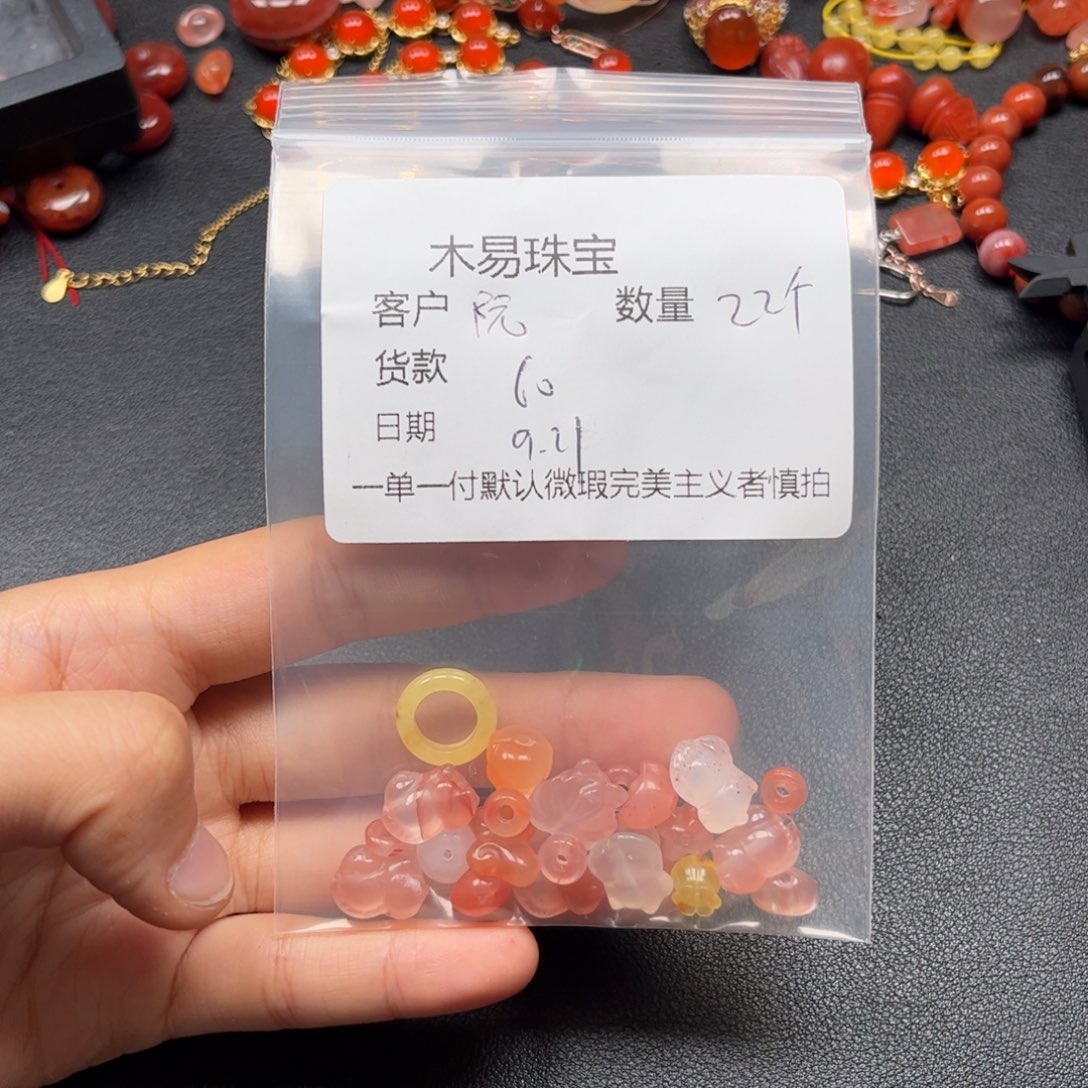 木易珠宝
客户 阮 数量 22个
货款 60
日期 9.21
一单一付默认微瑕完美主义者慎拍